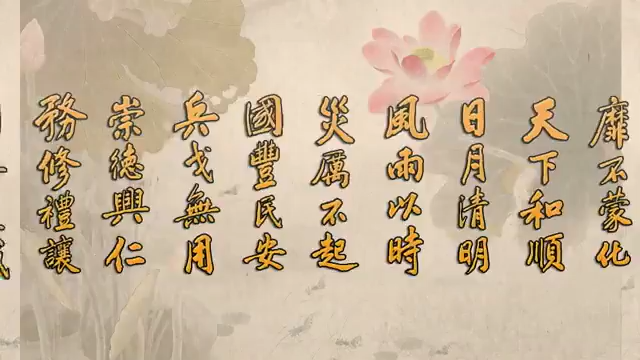 靡不蒙化
天下和順
日月清明
風雨以時
災厲不起
國豐民安
兵戈無用
崇德興仁
務修禮讓